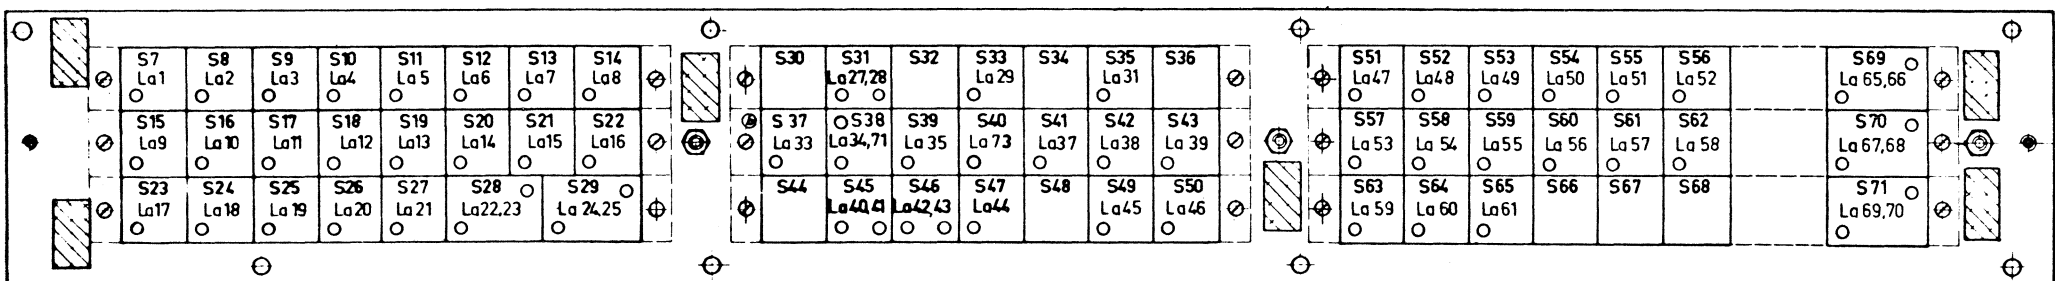 S7 S8 S9 S10 S11 S12 S13 S14
La1 La2 La3 La4 La5 La6 La7 La8
S15 S16 S17 S18 S19 S20 S21 S22
La9 La10 La11 La12 La13 La14 La15 La16
S23 S24 S25 S26 S27 S28 S29
La17 La18 La19 La20 La21 La22,23 La24,25
S30 S31 S32 S33 S34 S35 S36
La27,28 La29 La31
S37 S38 S39 S40 S41 S42 S43
La33 La34,71 La35 La73 La37 La38 La39
S44 S45 S46 S47 S48 S49 S50
La40,41 La42,43 La44 La45 La46
S51 S52 S53 S54 S55 S56 S69
La47 La48 La49 La50 La51 La52 La65,66
S57 S58 S59 S60 S61 S62 S70
La53 La54 La55 La56 La57 La58 La67,68
S63 S64 S65 S66 S67 S68 S71
La59 La60 La61 La69,70